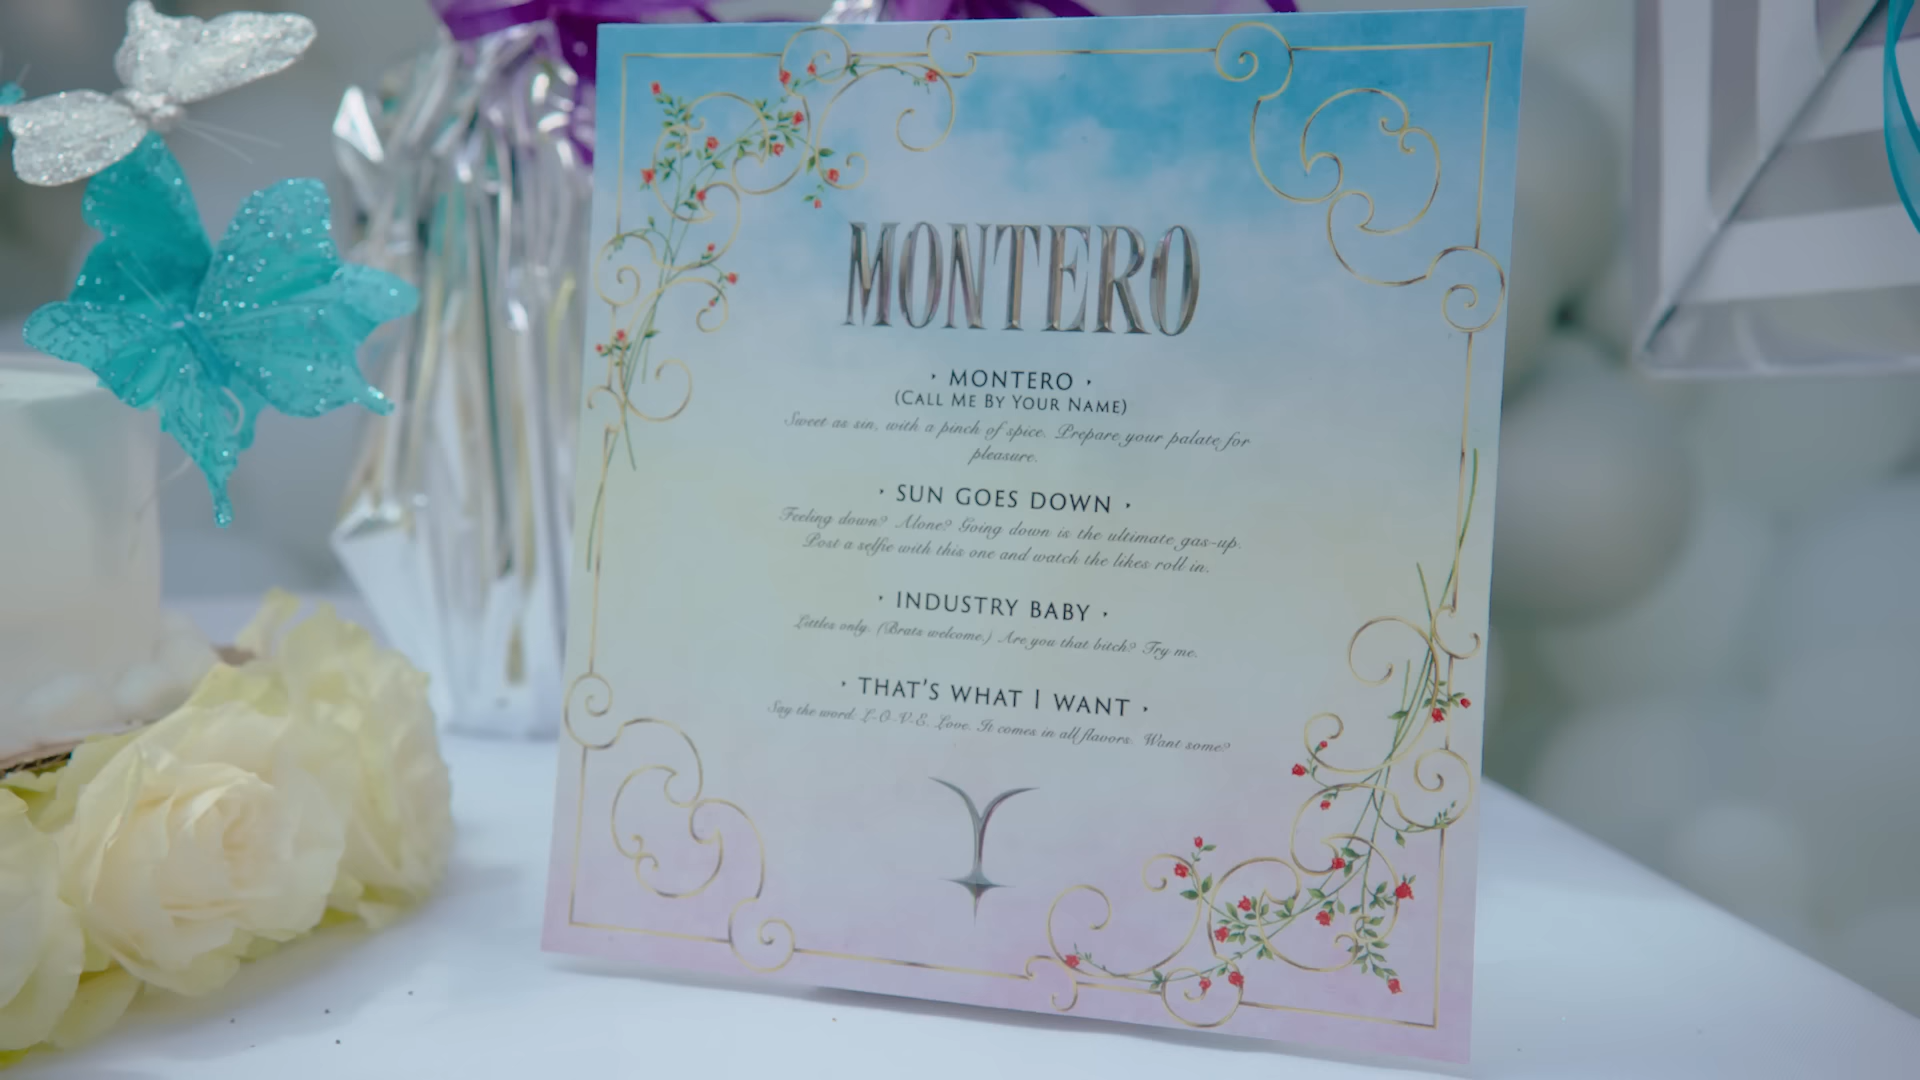 MONTERO
· MONTERO ·
(CALL ME BY YOUR NAME)
Sweet as sin, with a pinch of spice. Prepare your palate for
pleasure.
· SUN GOES DOWN ·
Feeling down? Alone? Going down is the ultimate gas-up.
Post a selfie with this one and watch the likes roll in.
· INDUSTRY BABY ·
Littles only. (Brats welcome.) Are you that bitch? Try me.
· THAT'S WHAT I WANT ·
Say the word. L-O-V-E. Love. It comes in all flavors. Want some?